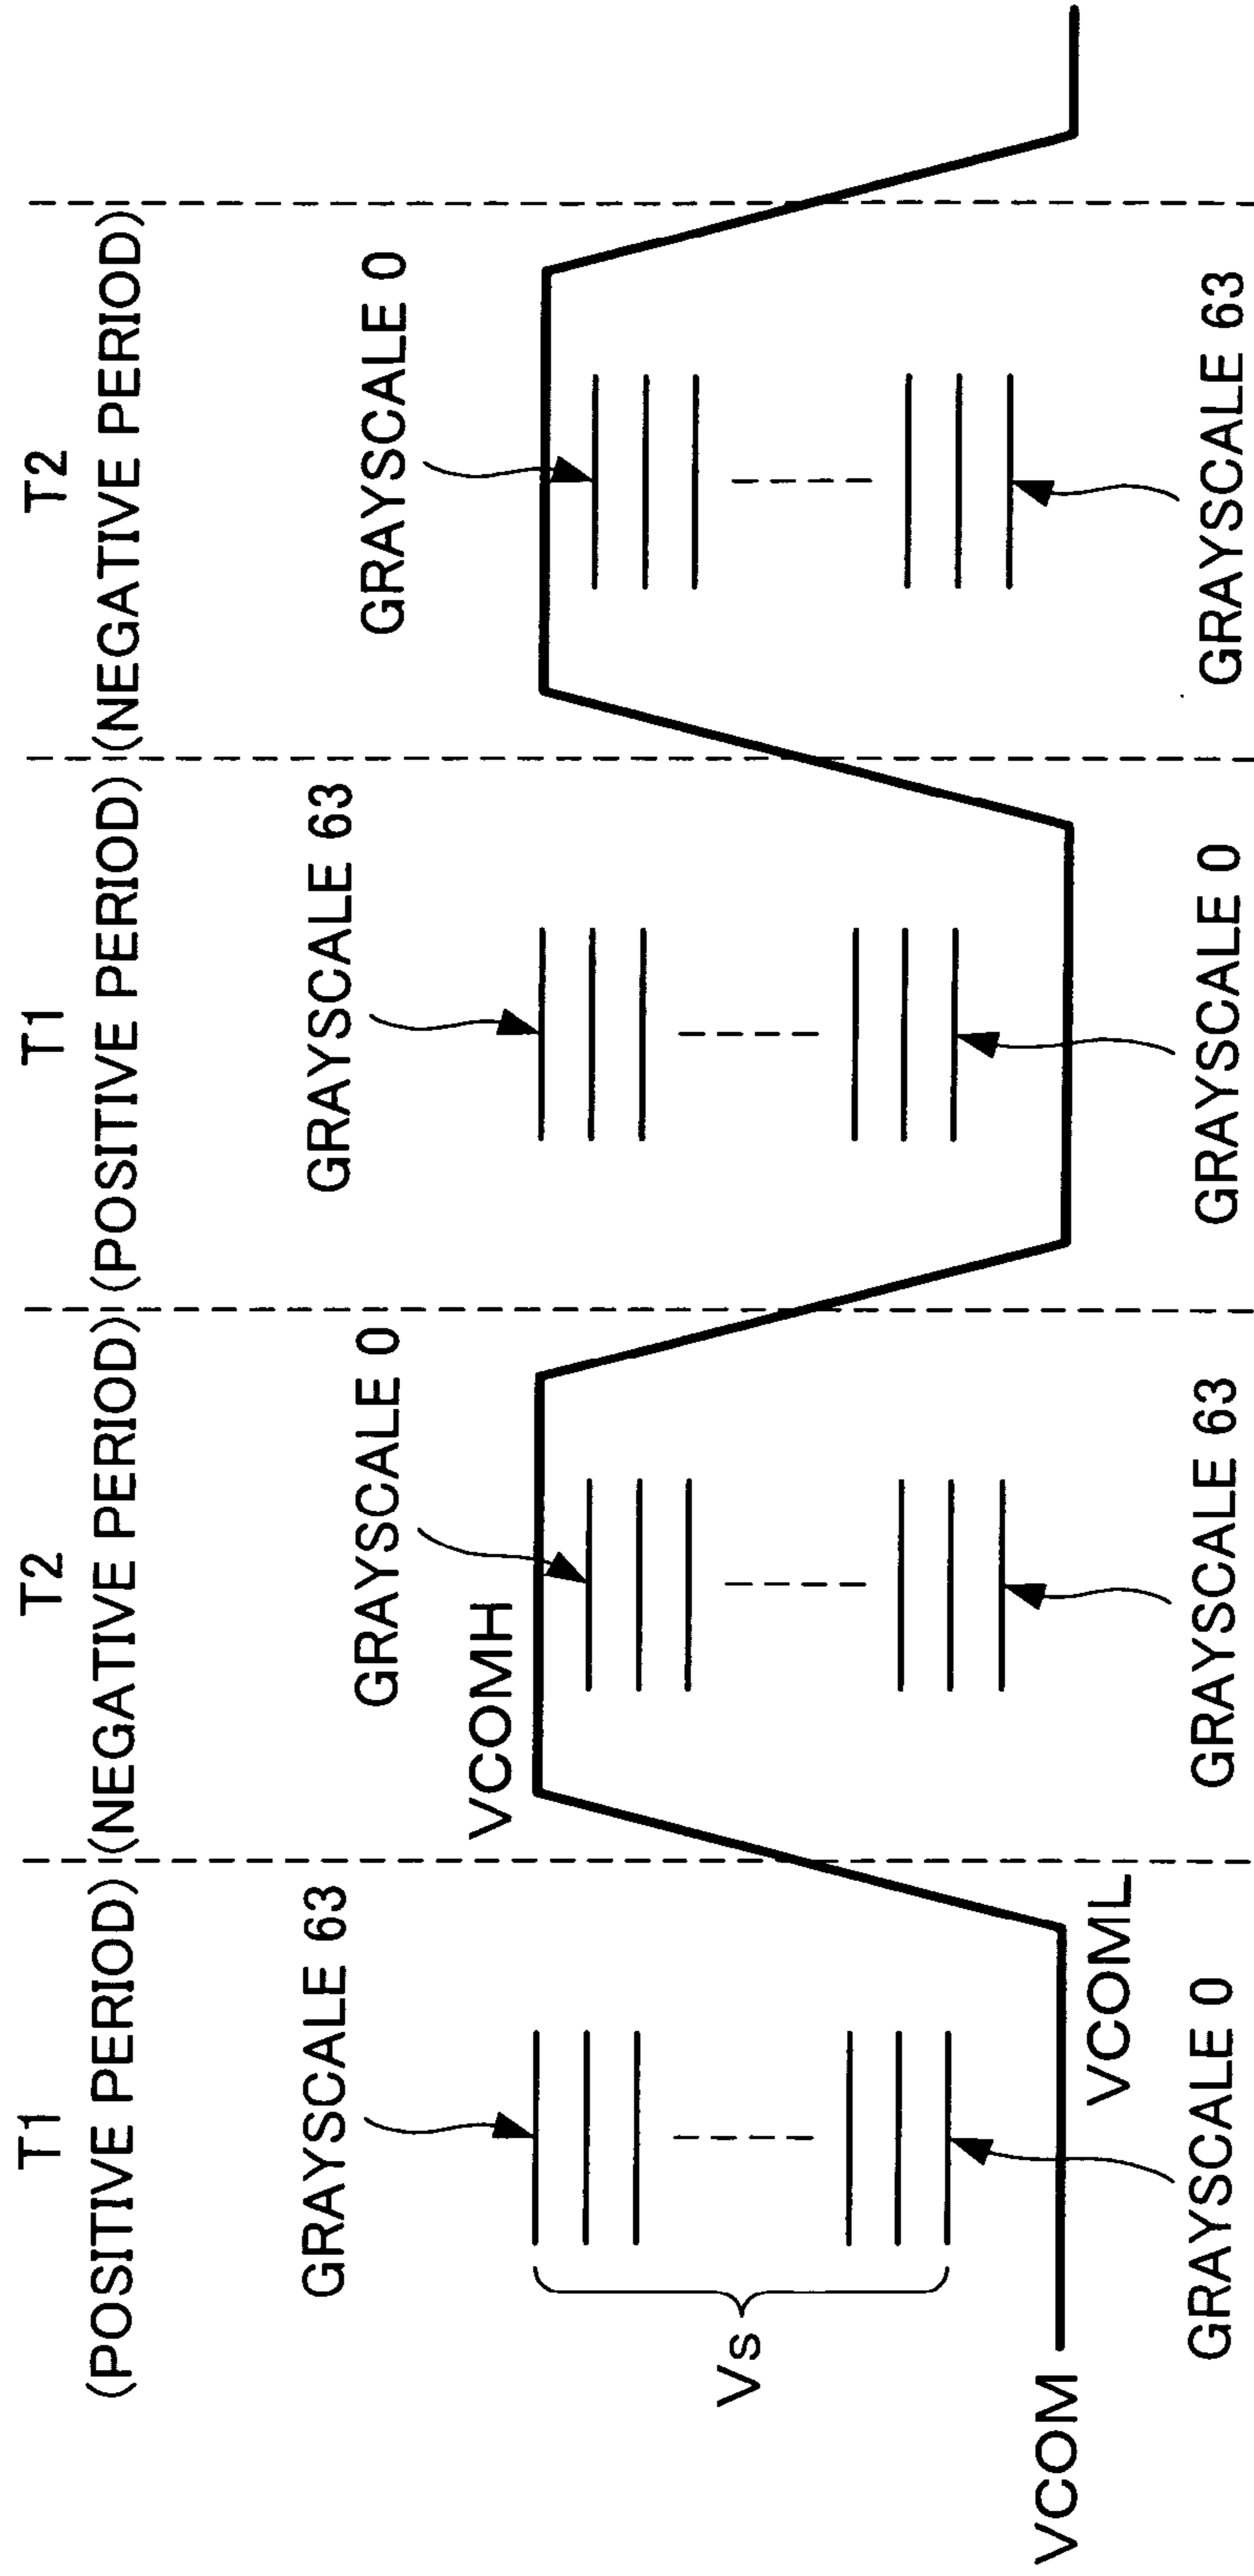 T1
(POSITIVE PERIOD)
T2
(NEGATIVE PERIOD)
T1
(POSITIVE PERIOD)
T2
(NEGATIVE PERIOD)
GRAYSCALE 63
GRAYSCALE 0
GRAYSCALE 63
GRAYSCALE 0
VCOMH
Vs
VCOM
VCOML
GRAYSCALE 0
GRAYSCALE 63
GRAYSCALE 0
GRAYSCALE 63